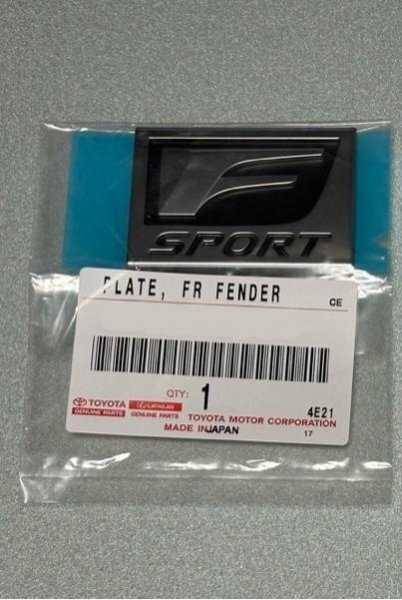 F
SPORT
PLATE, FR FENDER
CE
QTY: 1
4E21
TOYOTA
GENUINE PARTS
LEXUS
GENUINE PARTS
TOYOTA MOTOR CORPORATION
MADE IN JAPAN
17